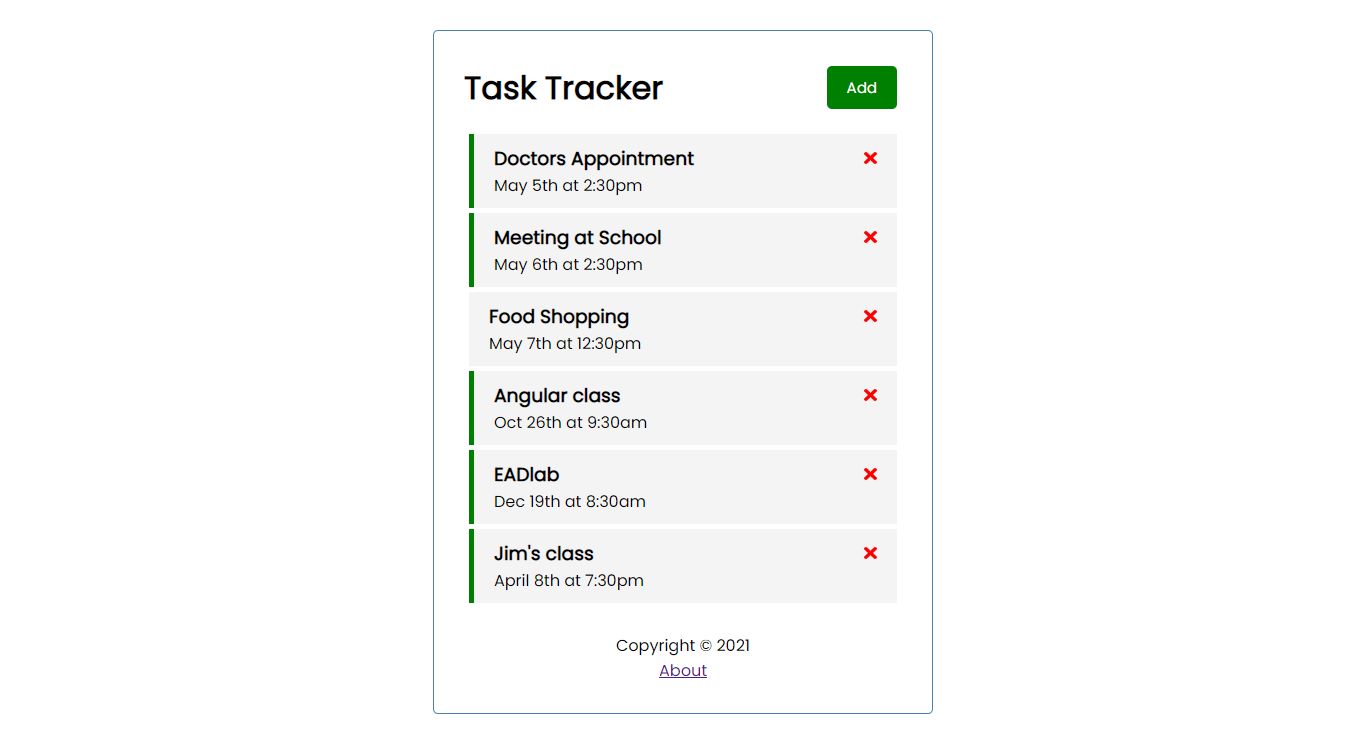 Task Tracker
Add
Doctors Appointment
May 5th at 2:30pm
Meeting at School
May 6th at 2:30pm
Food Shopping
May 7th at 12:30pm
Angular class
Oct 26th at 9:30am
EADlab
Dec 19th at 8:30am
Jim's class
April 8th at 7:30pm
Copyright © 2021
About